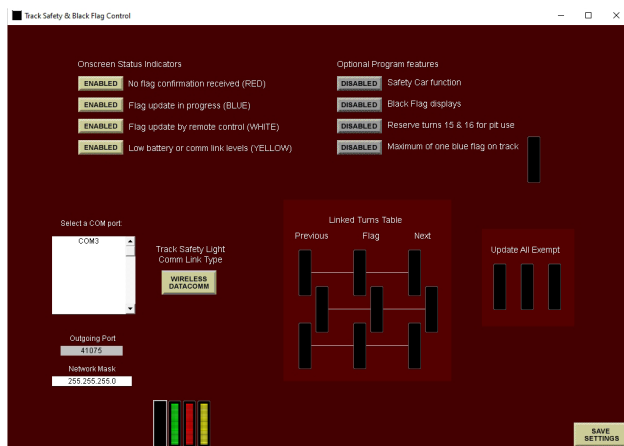 Track Safety & Black Flag Control
Onscreen Status Indicators
ENABLED No flag confirmation received (RED)
ENABLED Flag update in progress (BLUE)
ENABLED Flag update by remote control (WHITE)
ENABLED Low battery or comm link levels (YELLOW)
Optional Program features
DISABLED Safety Car function
DISABLED Black Flag displays
DISABLED Reserve turns 15 & 16 for pit use
DISABLED Maximum of one blue flag on track
Select a COM port:
COM3
Track Safety Light
Comm Link Type
WIRELESS
DATACOMM
Outgoing Port
41075
Network Mask
255.255.255.0
Linked Turns Table
Previous Flag Next
Update All Exempt
SAVE
SETTINGS